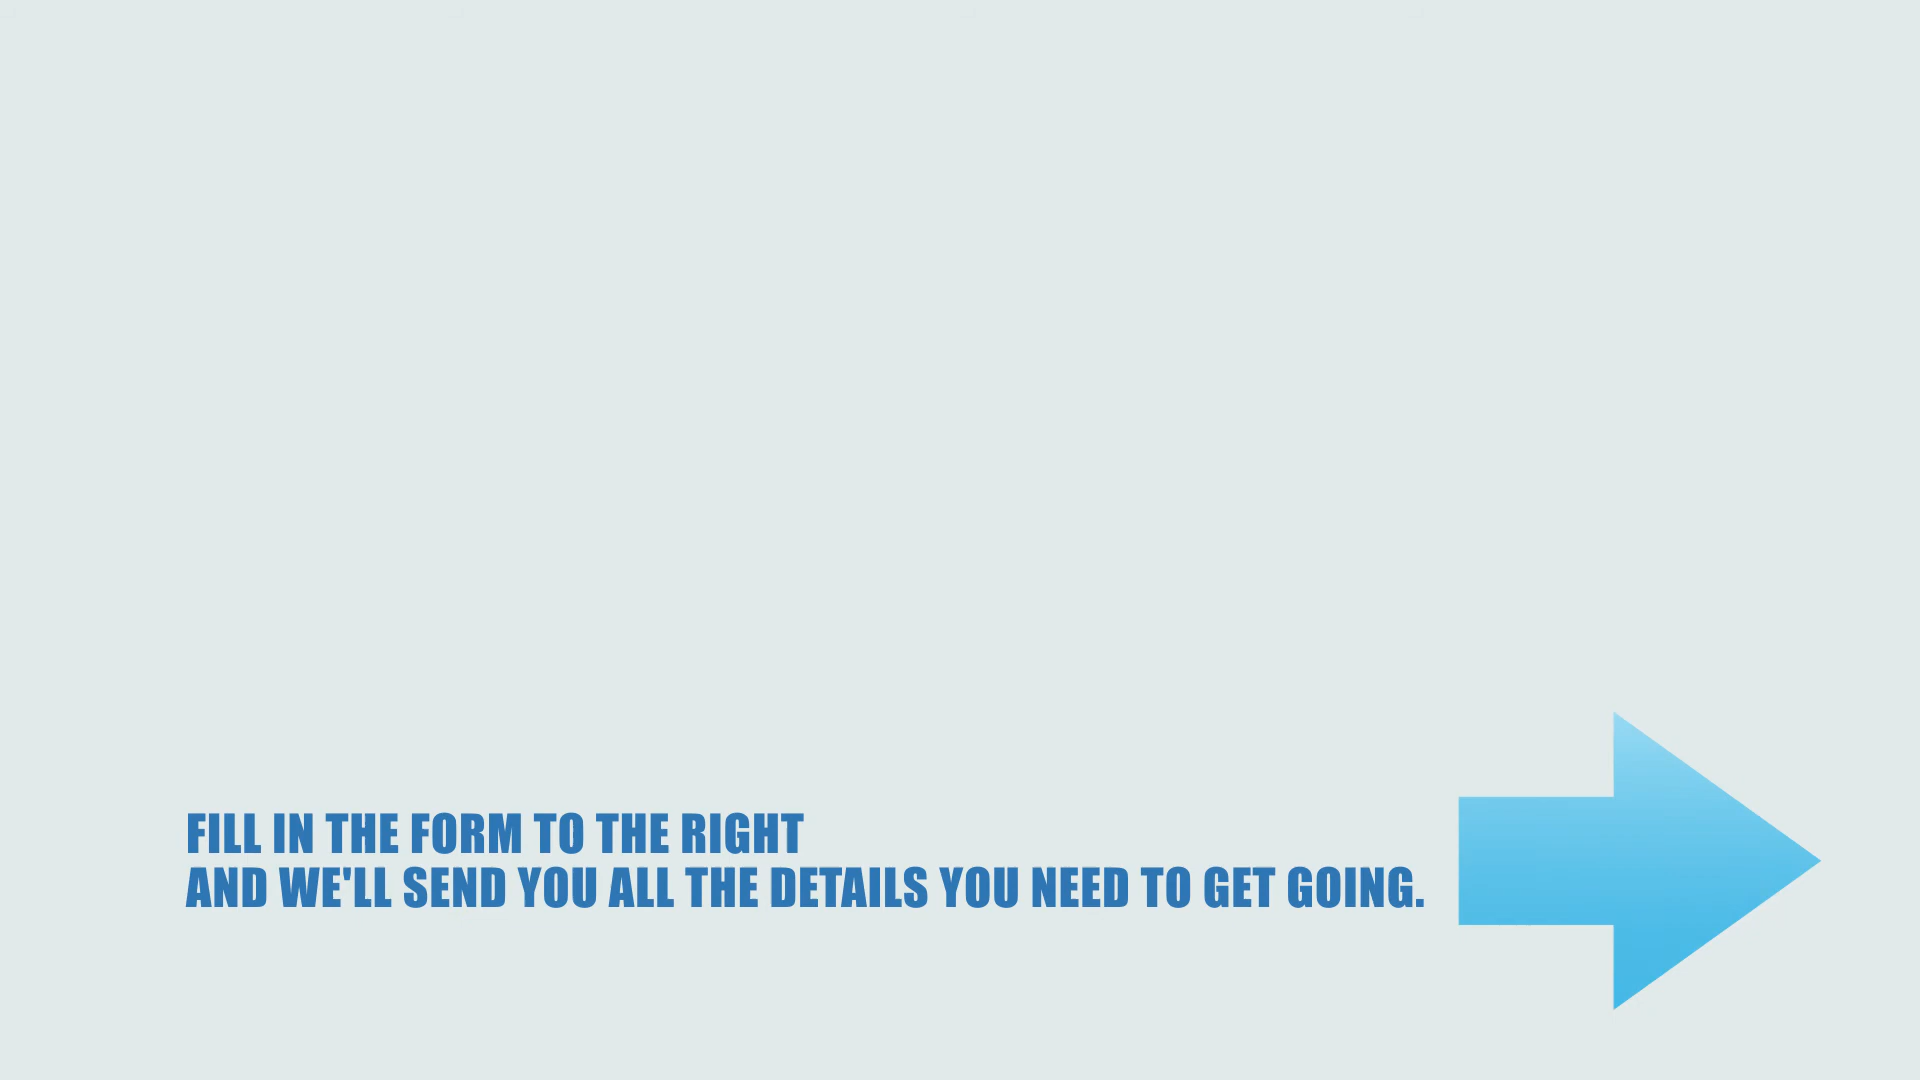 FILL IN THE FORM TO THE RIGHT
AND WE'LL SEND YOU ALL THE DETAILS YOU NEED TO GET GOING.